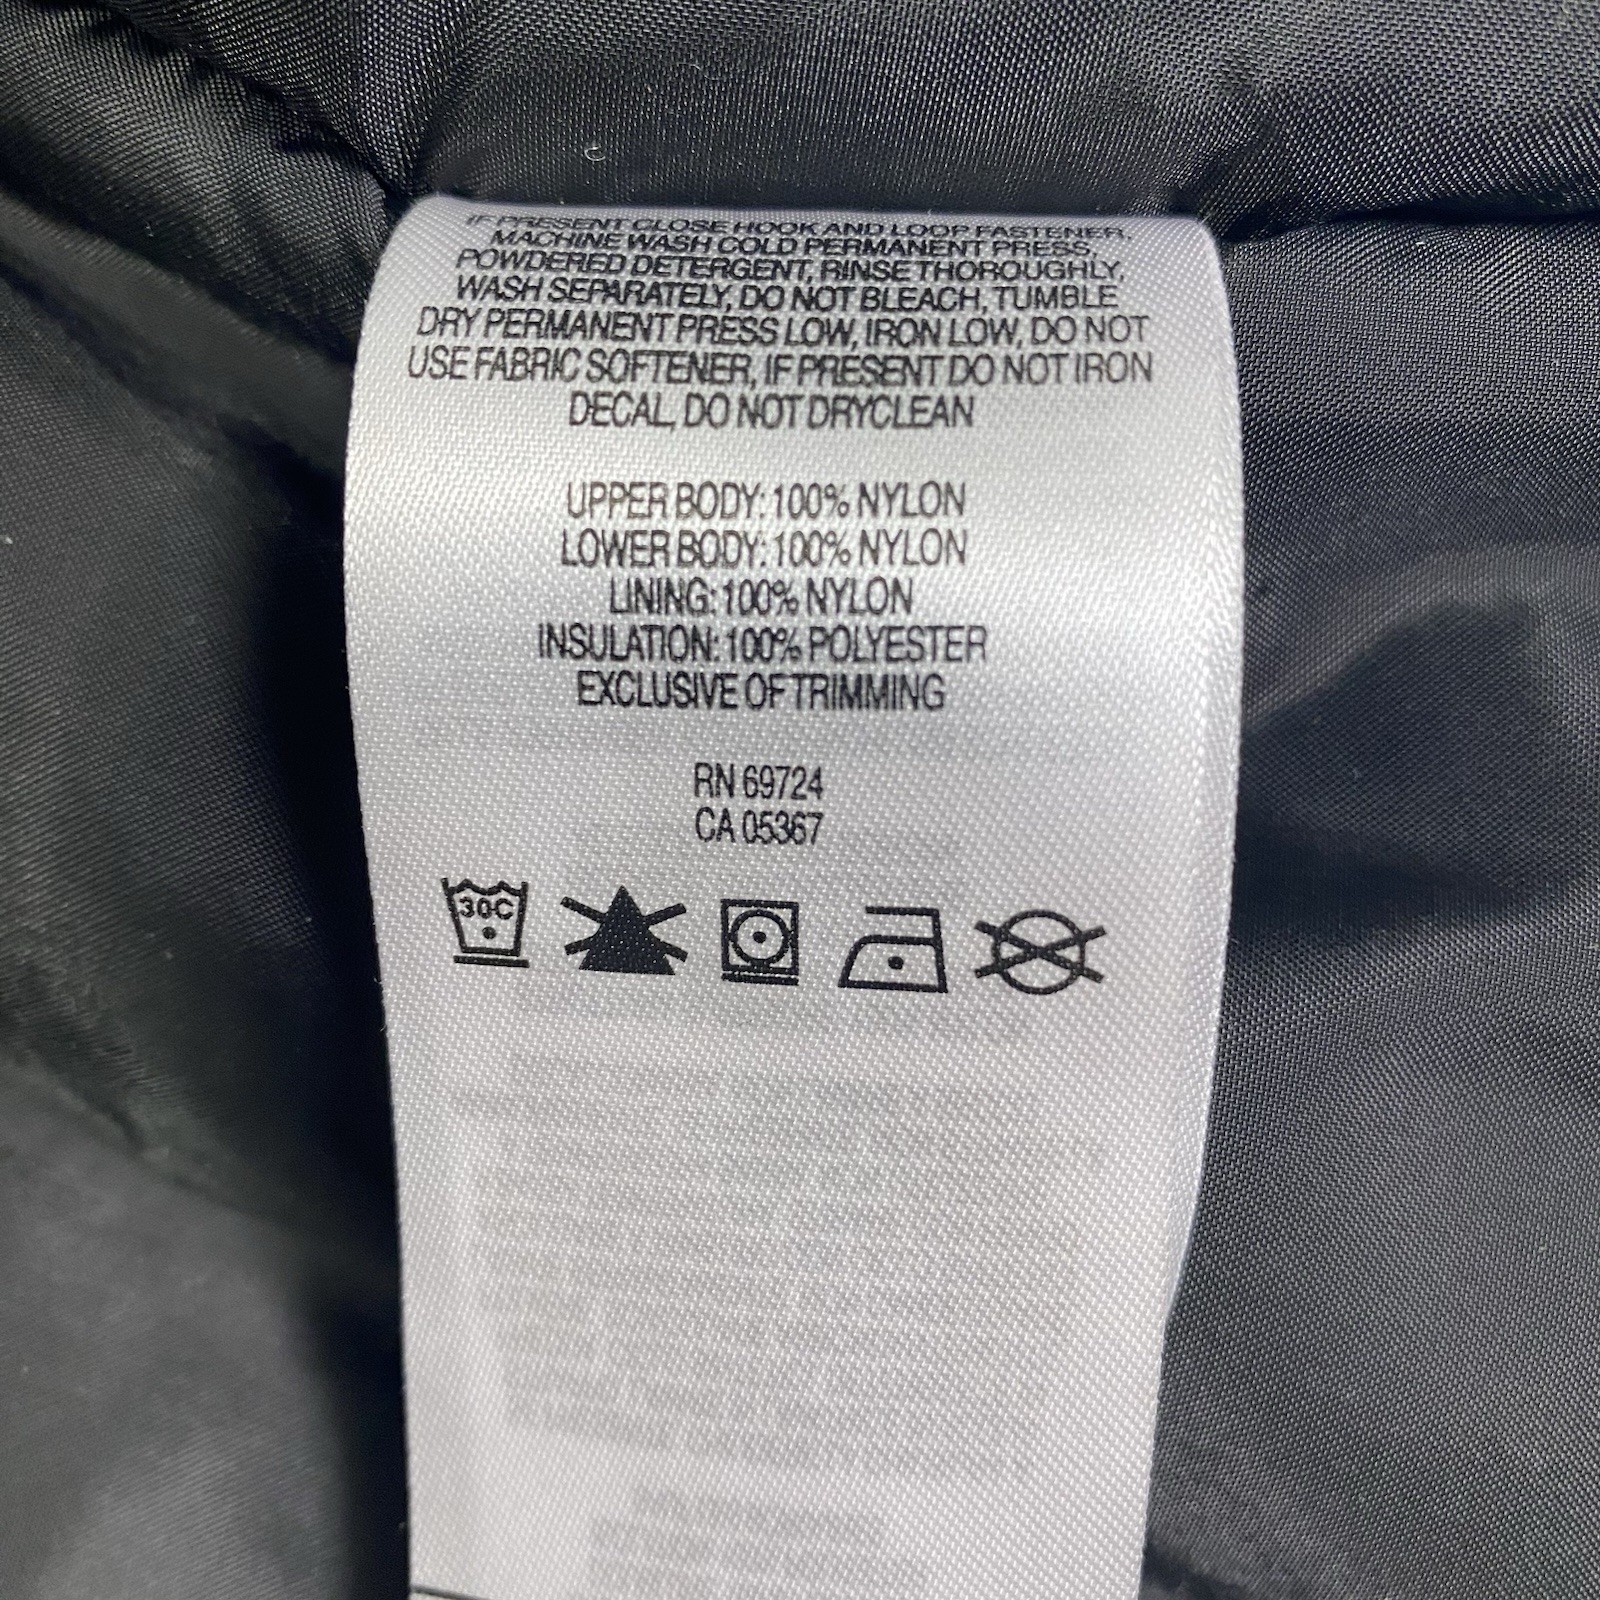 IF PRESENT CLOSE HOOK AND LOOP FASTENER,
MACHINE WASH COLD PERMANENT PRESS,
POWDERED DETERGENT, RINSE THOROUGHLY,
WASH SEPARATELY, DO NOT BLEACH, TUMBLE
DRY PERMANENT PRESS LOW, IRON LOW, DO NOT
USE FABRIC SOFTENER, IF PRESENT DO NOT IRON
DECAL, DO NOT DRYCLEAN
UPPER BODY: 100% NYLON
LOWER BODY: 100% NYLON
LINING: 100% NYLON
INSULATION: 100% POLYESTER
EXCLUSIVE OF TRIMMING
RN 69724
CA 05367
30C